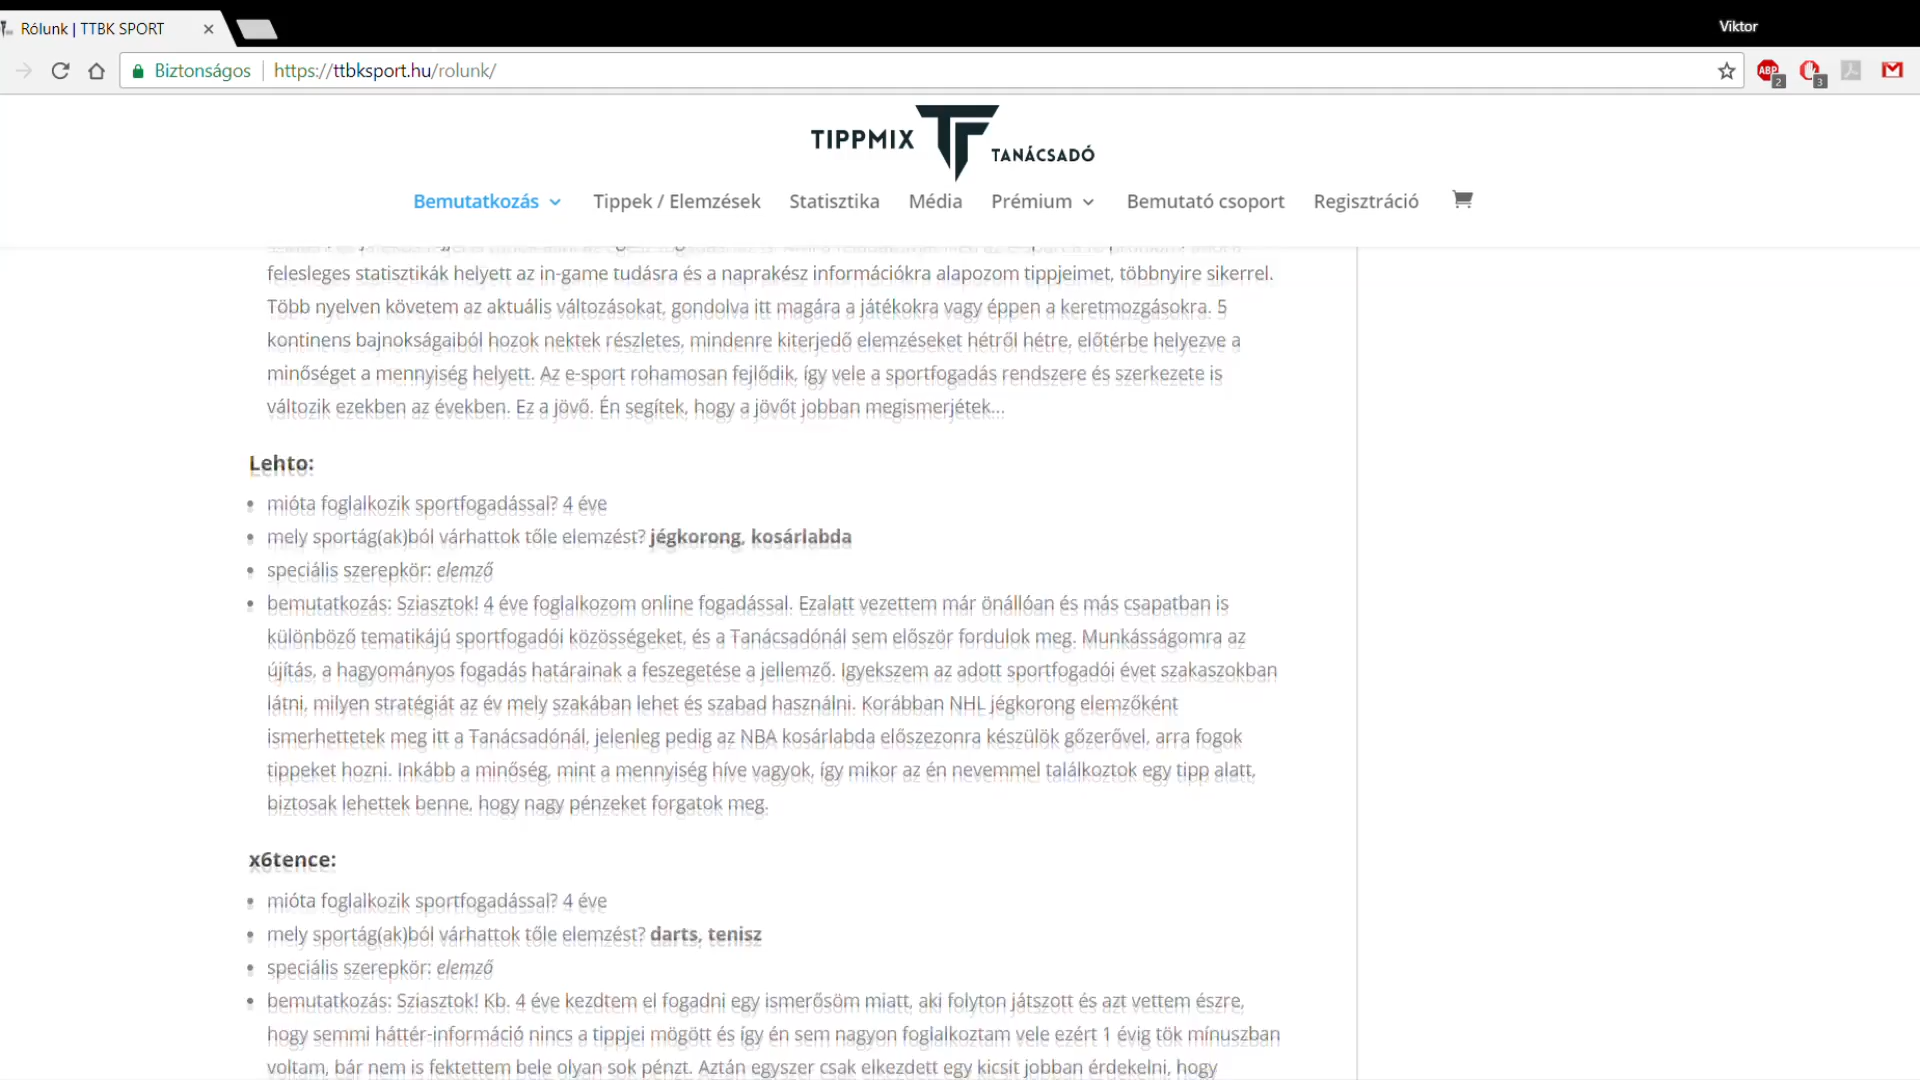 Rólunk | TTBK SPORT
Viktor
Biztonságos
https://ttbksport.hu/rolunk/
ABP
2
3
TIPPMIX
TANÁCSADÓ
Bemutatkozás
Tippek / Elemzések
Statisztika
Média
Prémium
Bemutató csoport
Regisztráció
felesleges statisztikák helyett az in-game tudásra és a naprakész információkra alapozom tippjeimet, többnyire sikerrel.
Több nyelven követem az aktuális változásokat, gondolva itt magára a játékokra vagy éppen a keretmozgásokra. 5
kontinens bajnokságaiból hozok nektek részletes, mindenre kiterjedő elemzéseket hétről hétre, előtérbe helyezve a
minőséget a mennyiség helyett. Az e-sport rohamosan fejlődik, így vele a sportfogadás rendszere és szerkezete is
változik ezekben az években. Ez a jövő. Én segítek, hogy a jövőt jobban megismerjétek...
Lehto:
• mióta foglalkozik sportfogadással? 4 éve
• mely sportág(ak)ból várhattok tőle elemzést? jégkorong, kosárlabda
• speciális szerepkör: elemző
• bemutatkozás: Sziasztok! 4 éve foglalkozom online fogadással. Ezalatt vezettem már önállóan és más csapatban is
különböző tematikájú sportfogadói közösségeket, és a Tanácsadónál sem először fordulok meg. Munkásságomra az
újítás, a hagyományos fogadás határainak a feszegetése a jellemző. Igyekszem az adott sportfogadói évet szakaszokban
látni, milyen stratégiát az év mely szakában lehet és szabad használni. Korábban NHL jégkorong elemzőként
ismerhettetek meg itt a Tanácsadónál, jelenleg pedig az NBA kosárlabda előszezonra készülök gőzerővel, arra fogok
tippeket hozni. Inkább a minőség, mint a mennyiség híve vagyok, így mikor az én nevemmel találkoztok egy tipp alatt,
biztosak lehettek benne, hogy nagy pénzeket forgatok meg.
x6tence:
• mióta foglalkozik sportfogadással? 4 éve
• mely sportág(ak)ból várhattok tőle elemzést? darts, tenisz
• speciális szerepkör: elemző
• bemutatkozás: Sziasztok! Kb. 4 éve kezdtem el fogadni egy ismerősöm miatt, aki folyton játszott és azt vettem észre,
hogy semmi háttér-információ nincs a tippjei mögött és így én sem nagyon foglalkoztam vele ezért 1 évig tök mínuszban
voltam, bár nem is fektettem bele olyan sok pénzt. Aztán egyszer csak elkezdett egy kicsit jobban érdekelni, hogy